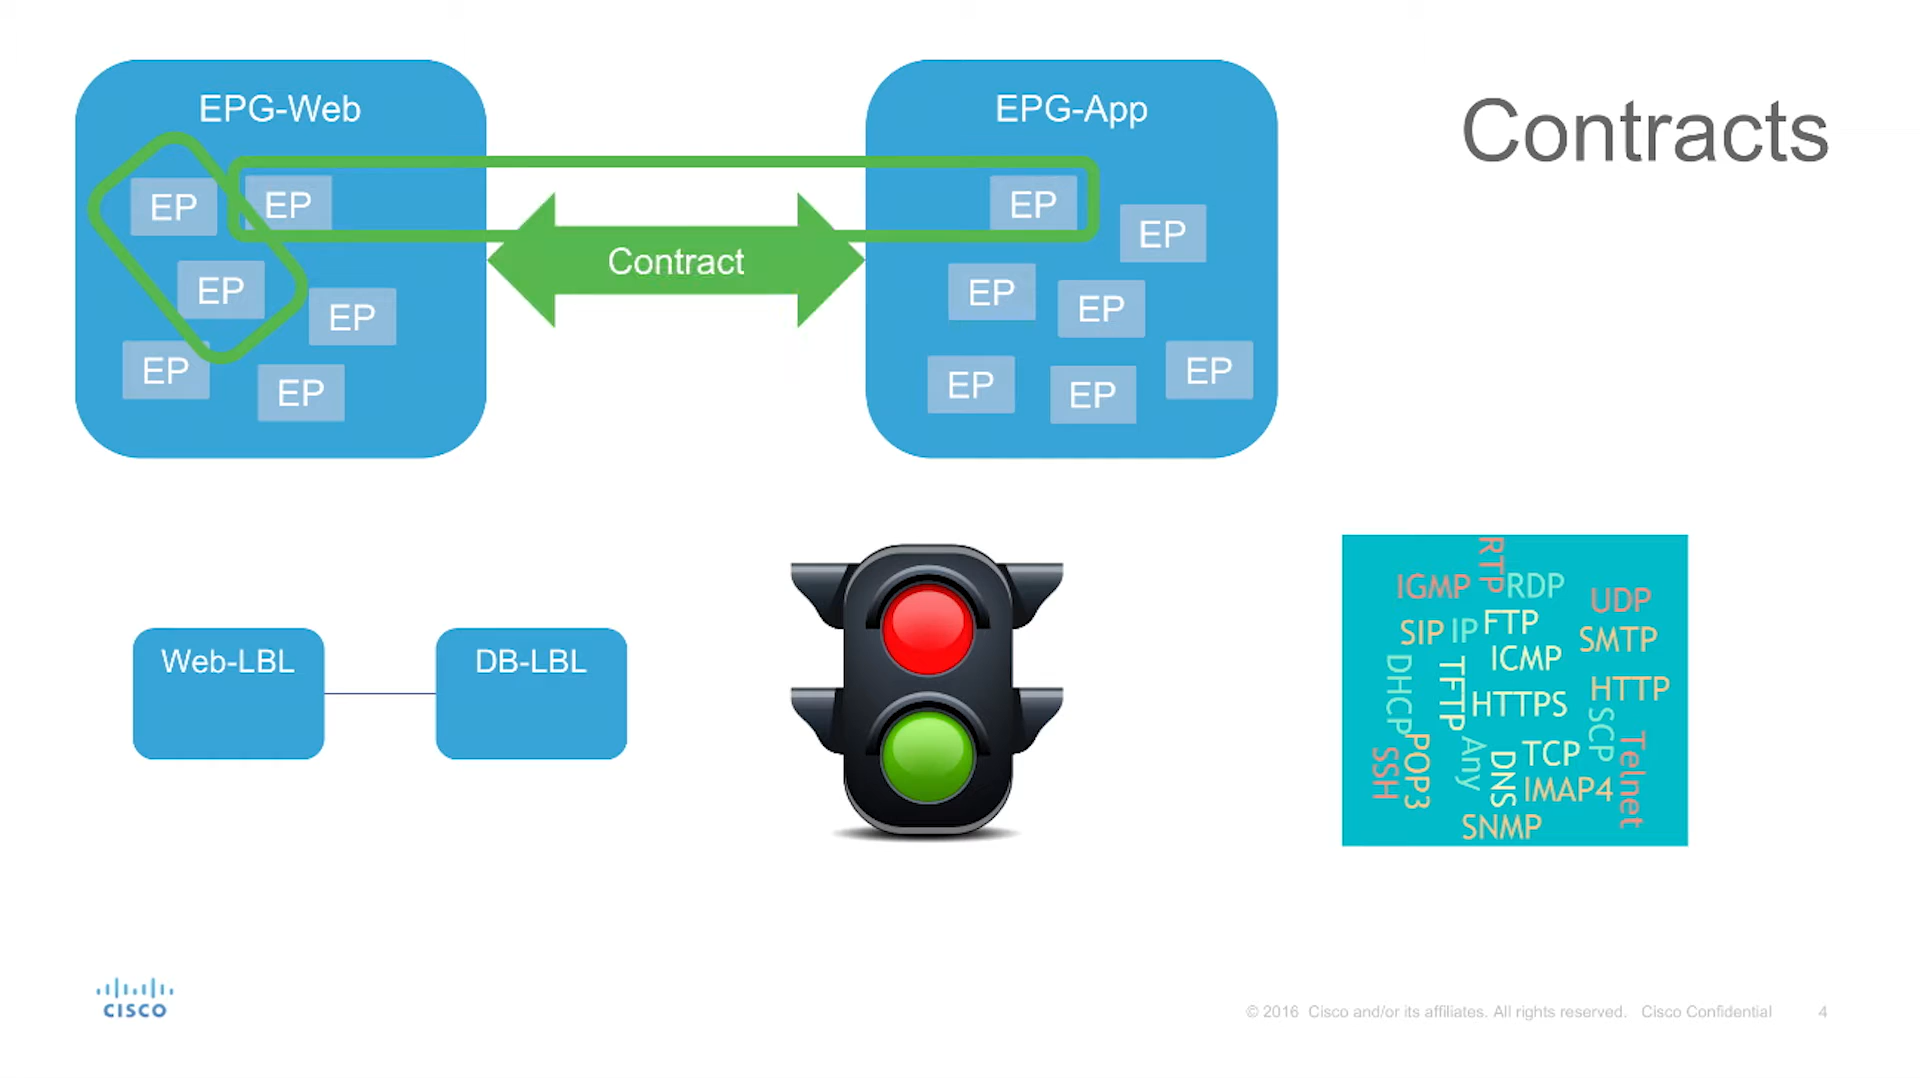 Contracts
EPG-Web
EP
EP
EP
EP
EP
EP
Contract
EPG-App
EP
EP
EP
EP
EP
EP
EP
Web-LBL
DB-LBL
RTP
IGMP
RDP
UDP
SIP
IP
FTP
SMTP
ICMP
DHCP
TFTP
HTTPS
HTTP
SCP
SSH
POP3
Any
DNS
TCP
IMAP4
Telnet
SNMP
CISCO
© 2016 Cisco and/or its affiliates. All rights reserved. Cisco Confidential 4